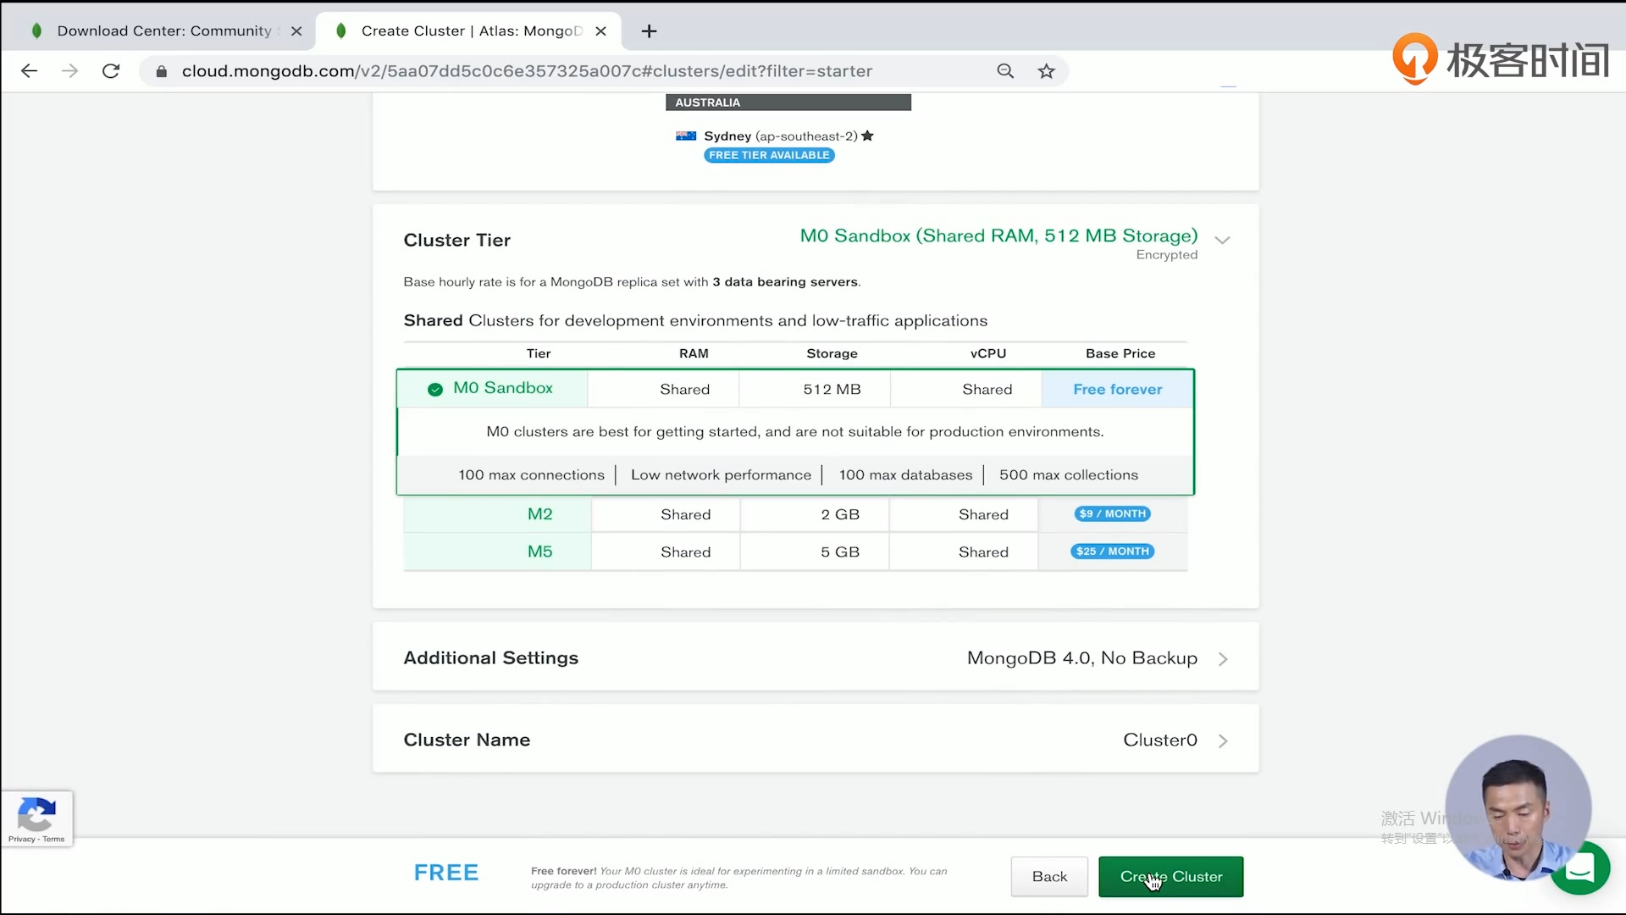 Download Center: Community
Create Cluster | Atlas: MongoD
cloud.mongodb.com/v2/5aa07dd5c0c6e357325a007c#clusters/edit?filter=starter
极客时间
AUSTRALIA
Sydney (ap-southeast-2)
FREE TIER AVAILABLE
Cluster Tier
M0 Sandbox (Shared RAM, 512 MB Storage)
Encrypted
Base hourly rate is for a MongoDB replica set with 3 data bearing servers.
Shared Clusters for development environments and low-traffic applications
Tier RAM Storage vCPU Base Price
M0 Sandbox Shared 512 MB Shared Free forever
M0 clusters are best for getting started, and are not suitable for production environments.
100 max connections | Low network performance | 100 max databases | 500 max collections
M2 Shared 2 GB Shared $9 / MONTH
M5 Shared 5 GB Shared $25 / MONTH
Additional Settings
MongoDB 4.0, No Backup
Cluster Name
Cluster0
Privacy - Terms
激活 Windo
转到"设置"以
FREE
Free forever! Your M0 cluster is ideal for experimenting in a limited sandbox. You can
upgrade to a production cluster anytime.
Back
Create Cluster